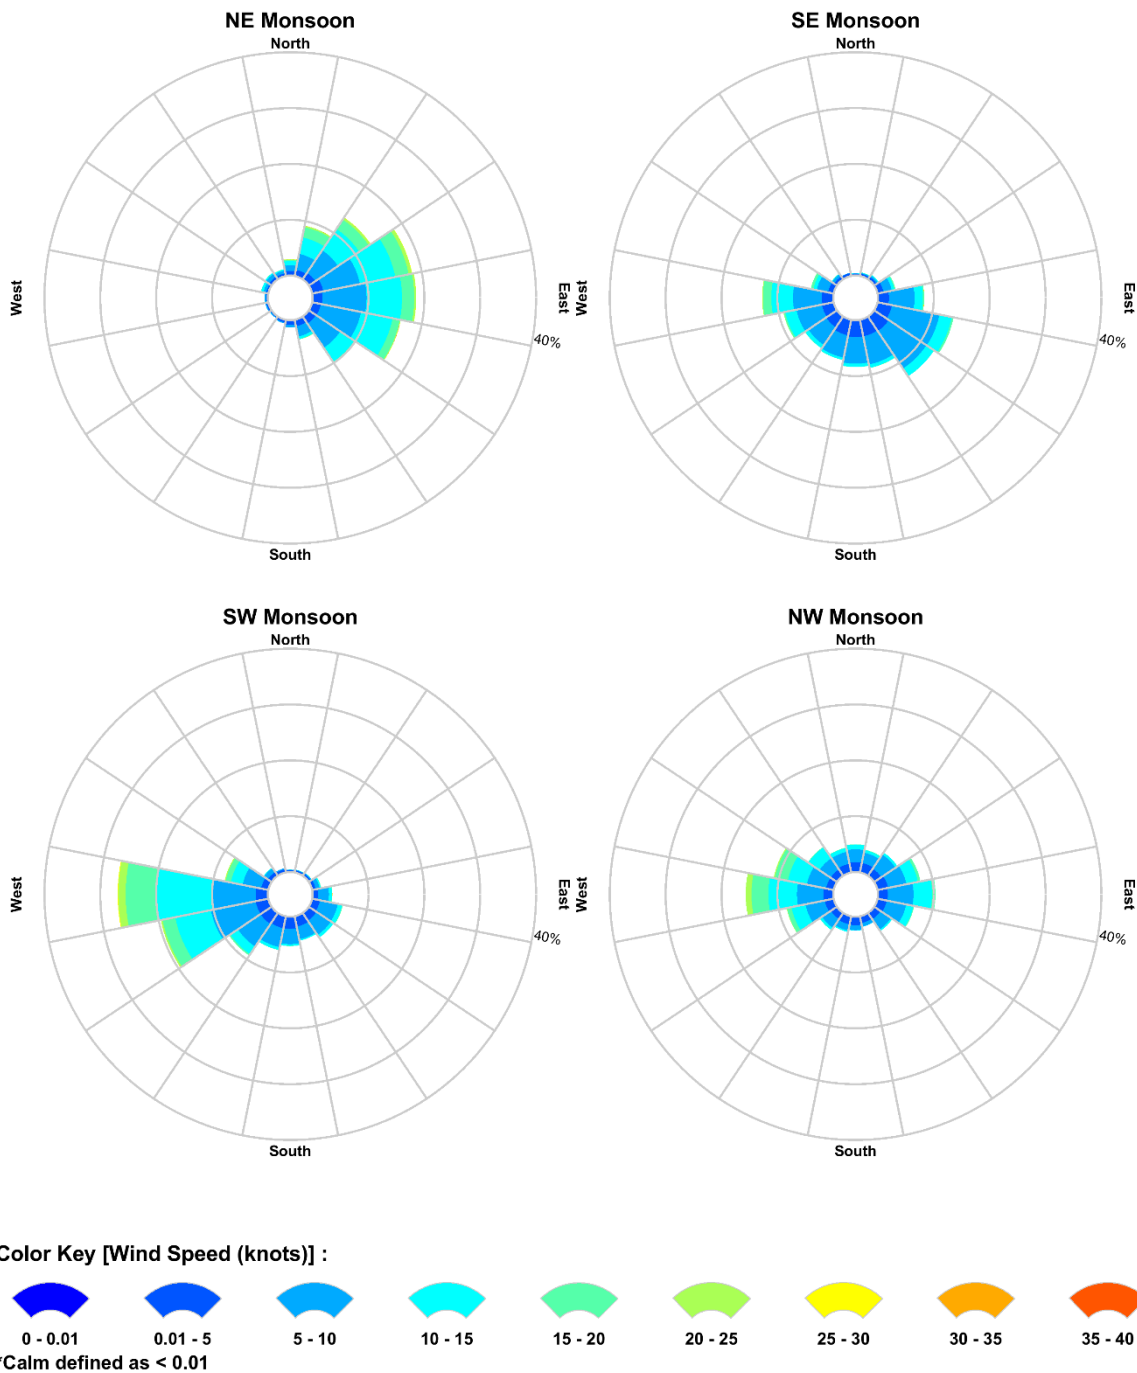 NE Monsoon
North
West
East
40%
South
SE Monsoon
North
West
East
40%
South
SW Monsoon
North
West
East
40%
South
NW Monsoon
North
West
East
40%
South
Color Key [Wind Speed (knots)] :
0 - 0.01 0.01 - 5 5 - 10 10 - 15 15 - 20 20 - 25 25 - 30 30 - 35 35 - 40
*Calm defined as < 0.01